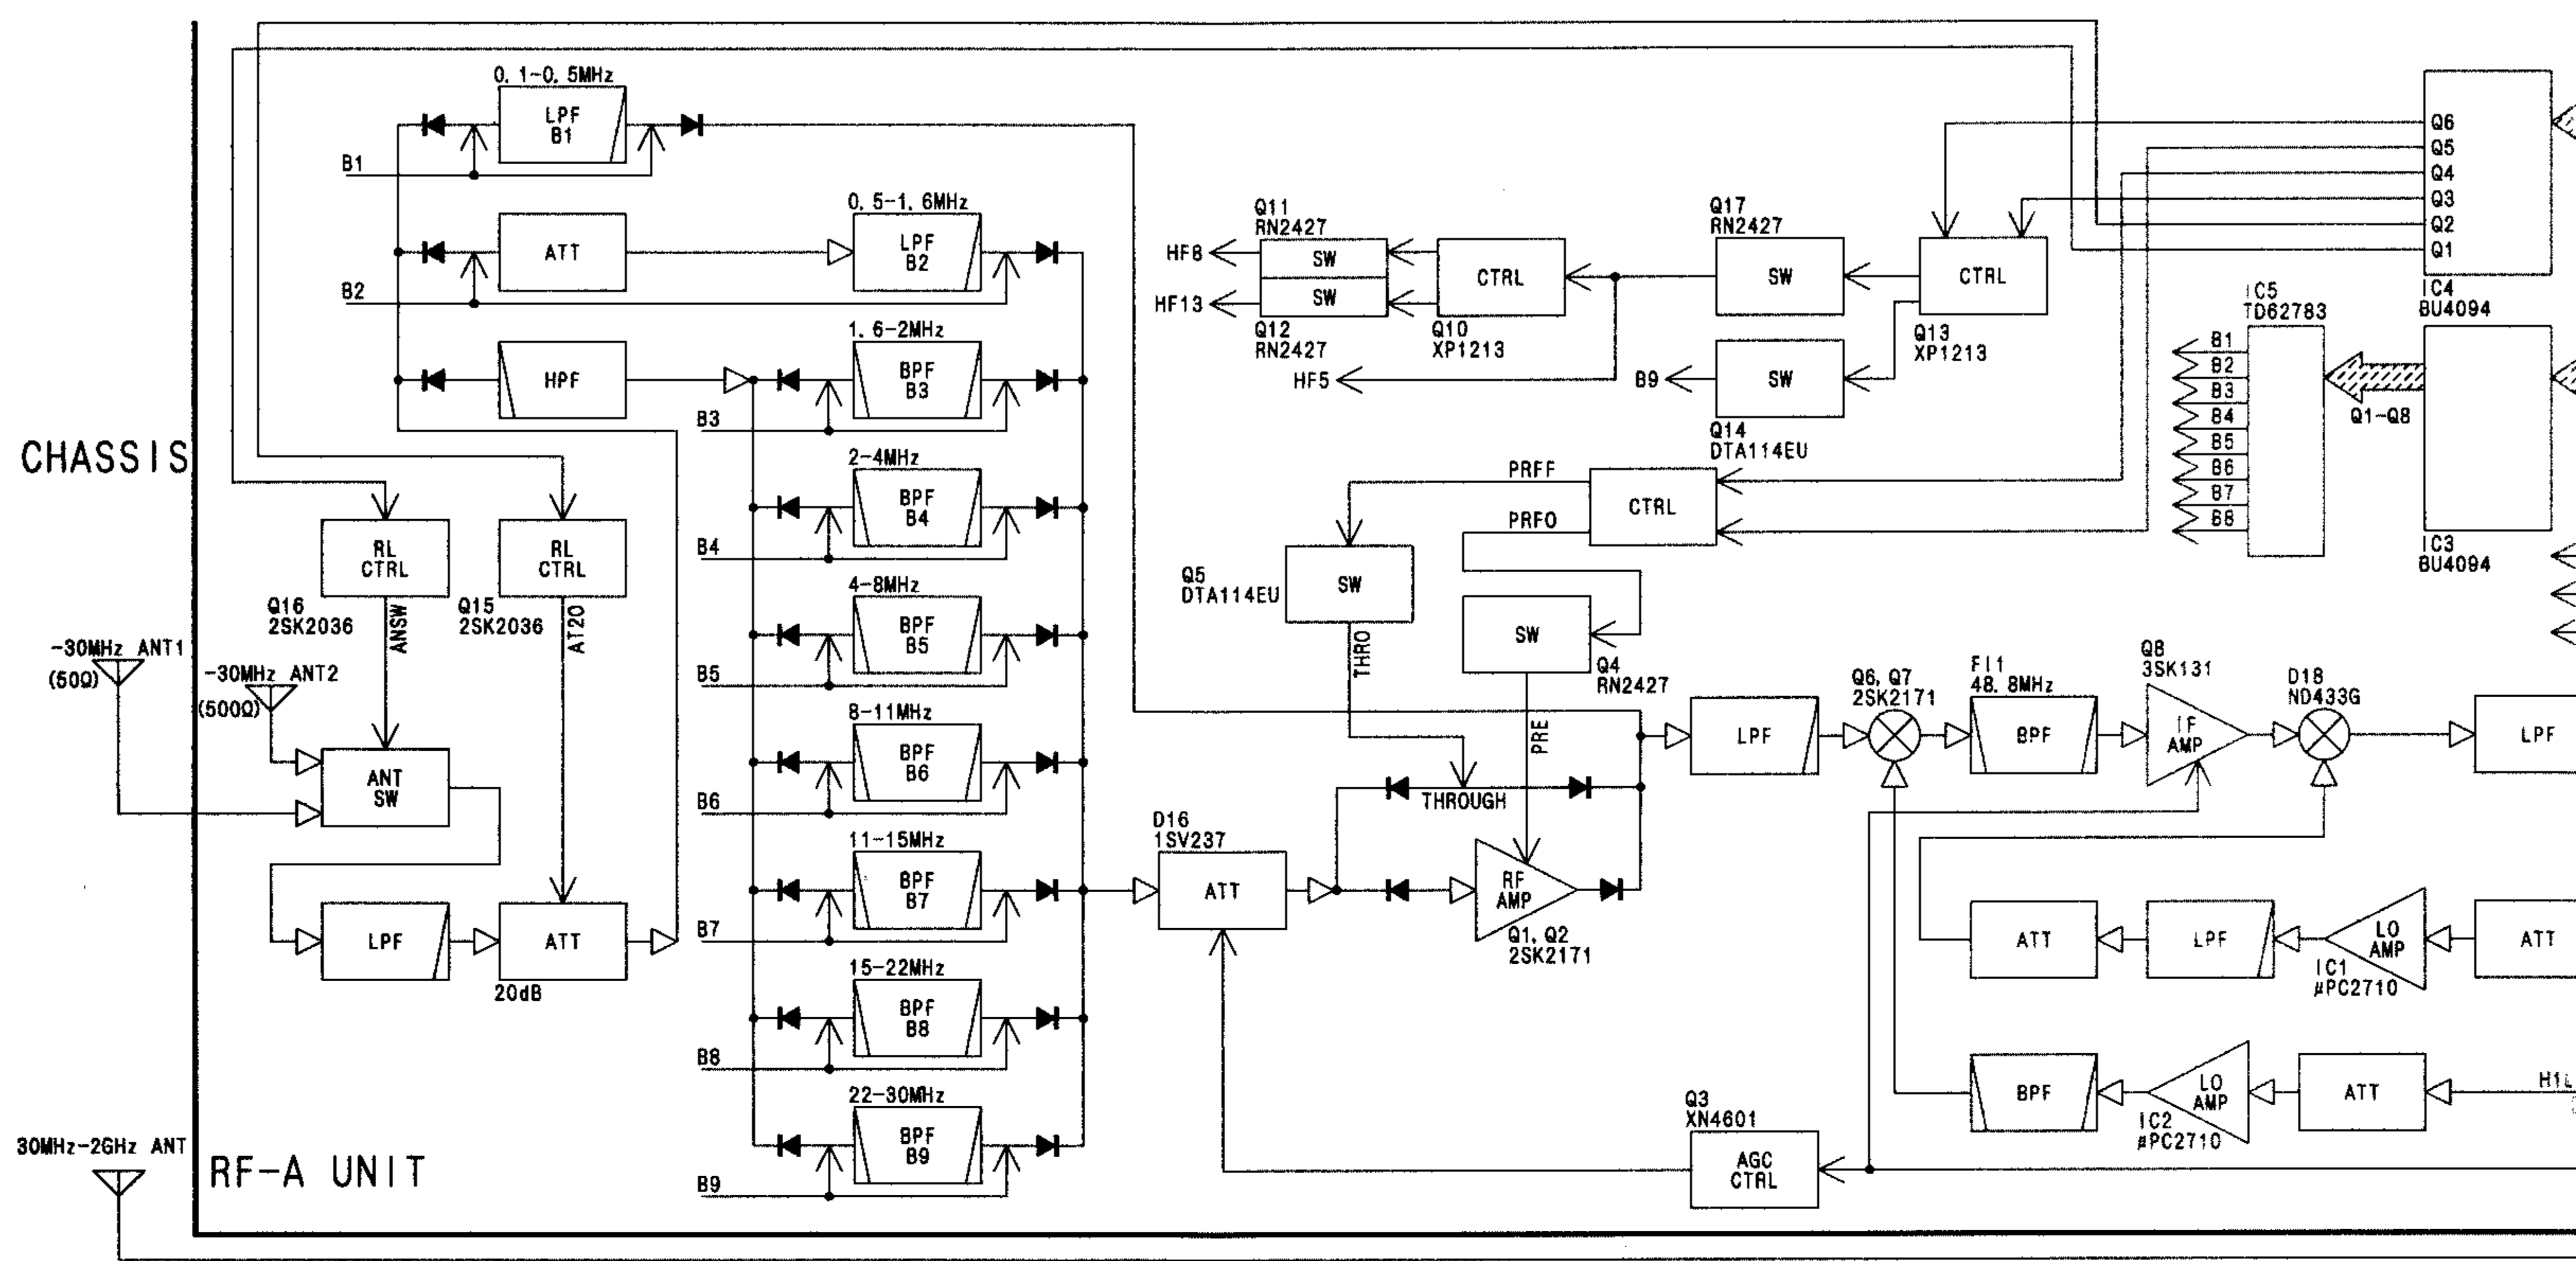 CHASSIS
RF-A UNIT
-30MHz ANT1
(50Ω)
-30MHz ANT2
(500Ω)
30MHz-2GHz ANT
0.1-0.5MHz
LPF
B1
B1
ATT
0.5-1.6MHz
LPF
B2
B2
HPF
1.6-2MHz
BPF
B3
B3
2-4MHz
BPF
B4
B4
4-8MHz
BPF
B5
B5
8-11MHz
BPF
B6
B6
11-15MHz
BPF
B7
B7
15-22MHz
BPF
B8
B8
22-30MHz
BPF
B9
B9
RL
CTRL
Q16
2SK2036
ANSW
RL
CTRL
Q15
2SK2036
AT20
ANT
SW
LPF
ATT
20dB
Q11
RN2427
HF8
SW
HF13
SW
Q12
RN2427
CTRL
Q10
XP1213
HF5
Q17
RN2427
SW
CTRL
Q13
XP1213
B9
SW
Q14
DTA114EU
Q6
Q5
Q4
Q3
Q2
Q1
IC4
BU4094
IC5
TD62783
B1
B2
B3
B4
B5
B6
B7
B8
Q1-Q8
IC3
BU4094
PRFF
PRFO
CTRL
Q5
DTA114EU
SW
THRO
SW
Q4
RN2427
PRE
THROUGH
D16
1SV237
ATT
RF
AMP
Q1,Q2
2SK2171
LPF
Q6,Q7
2SK2171
FI1
48.8MHz
BPF
Q8
3SK131
IF
AMP
D18
ND433G
LPF
ATT
LPF
LO
AMP
IC1
μPC2710
ATT
BPF
LO
AMP
IC2
μPC2710
ATT
Q3
XN4601
AGC
CTRL